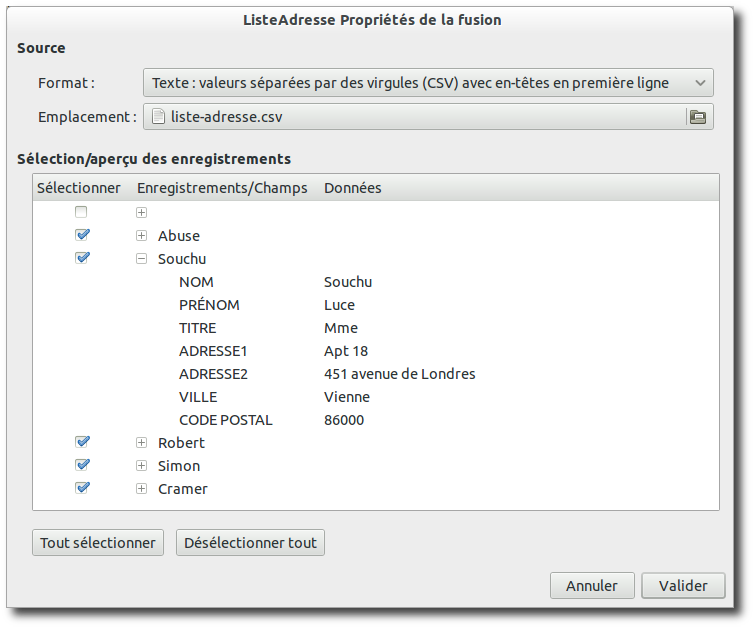 ListeAdresse Propriétés de la fusion
Source
Format : Texte : valeurs séparées par des virgules (CSV) avec en-têtes en première ligne
Emplacement : liste-adresse.csv
Sélection/aperçu des enregistrements
Sélectionner Enregistrements/Champs Données
Abuse
Souchu
NOM Souchu
PRÉNOM Luce
TITRE Mme
ADRESSE1 Apt 18
ADRESSE2 451 avenue de Londres
VILLE Vienne
CODE POSTAL 86000
Robert
Simon
Cramer
Tout sélectionner Désélectionner tout
Annuler Valider